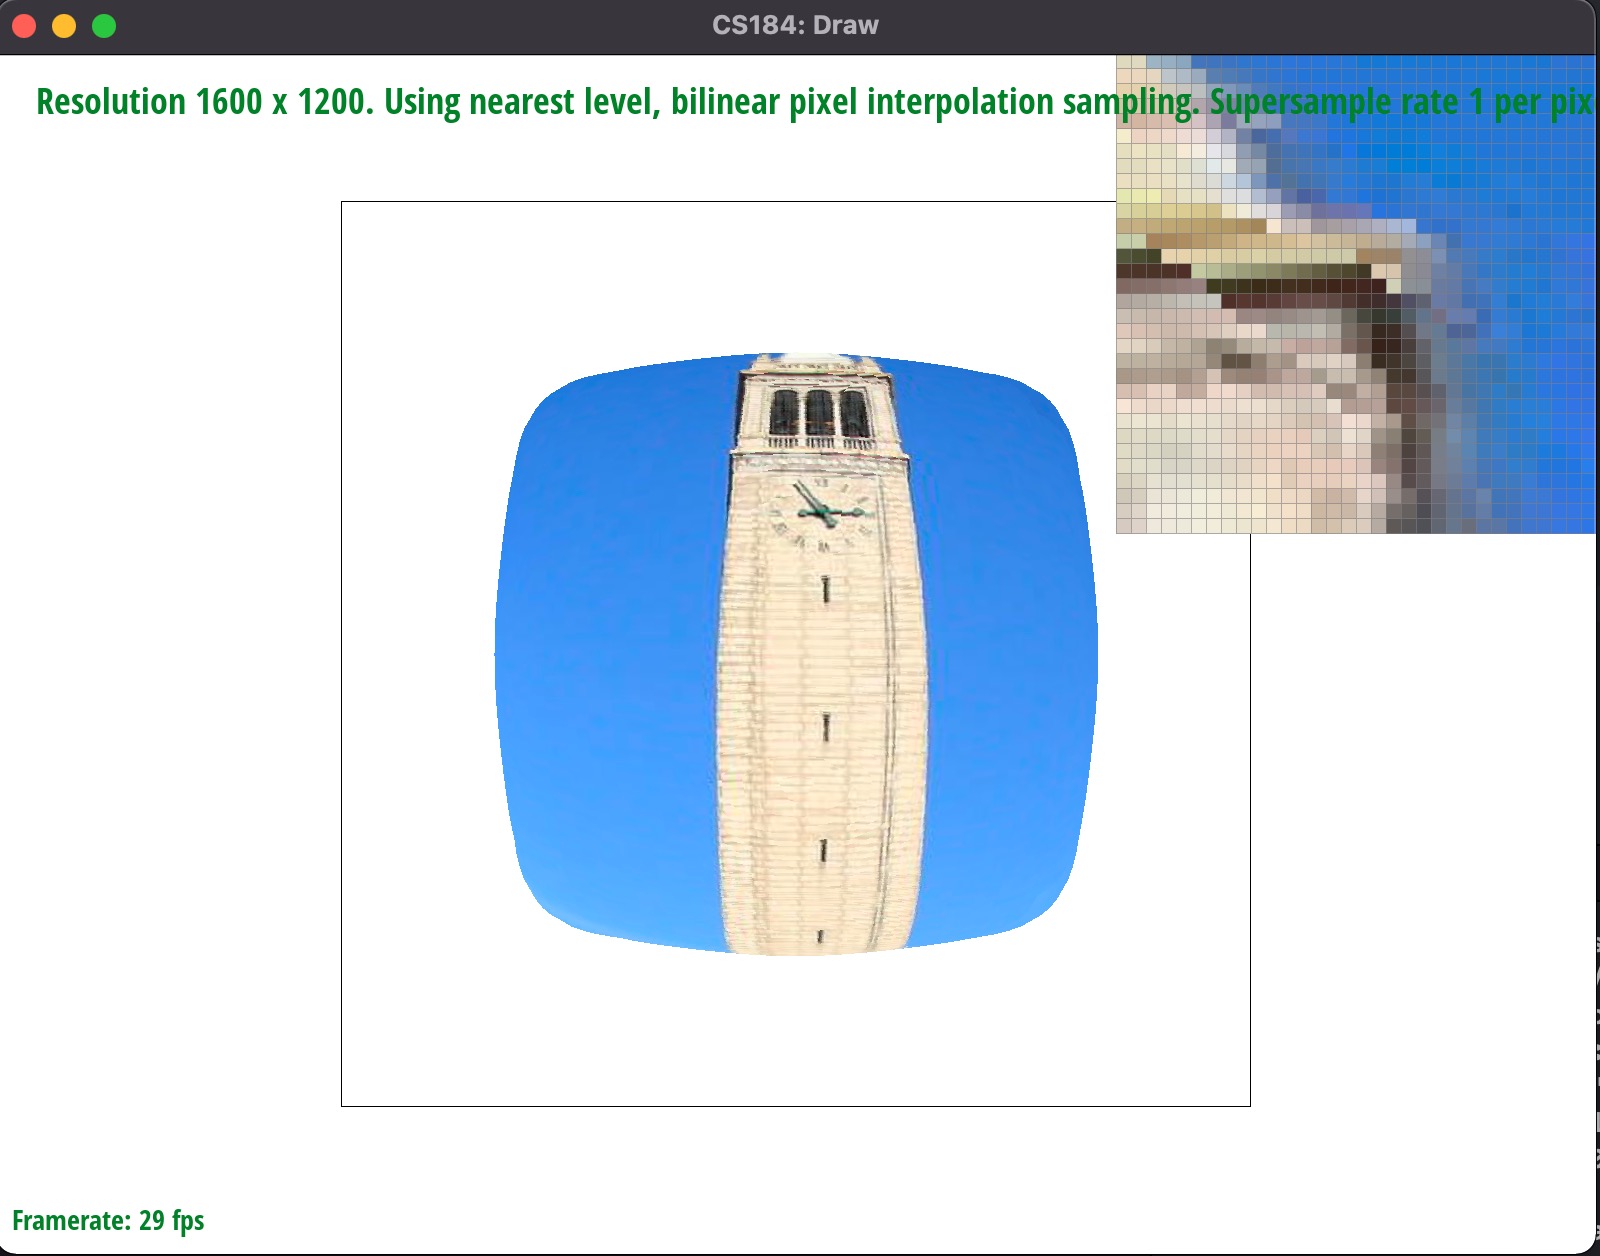 CS184: Draw
Resolution 1600 x 1200. Using nearest level, bilinear pixel interpolation sampling. Supersample rate 1 per pix
Framerate: 29 fps